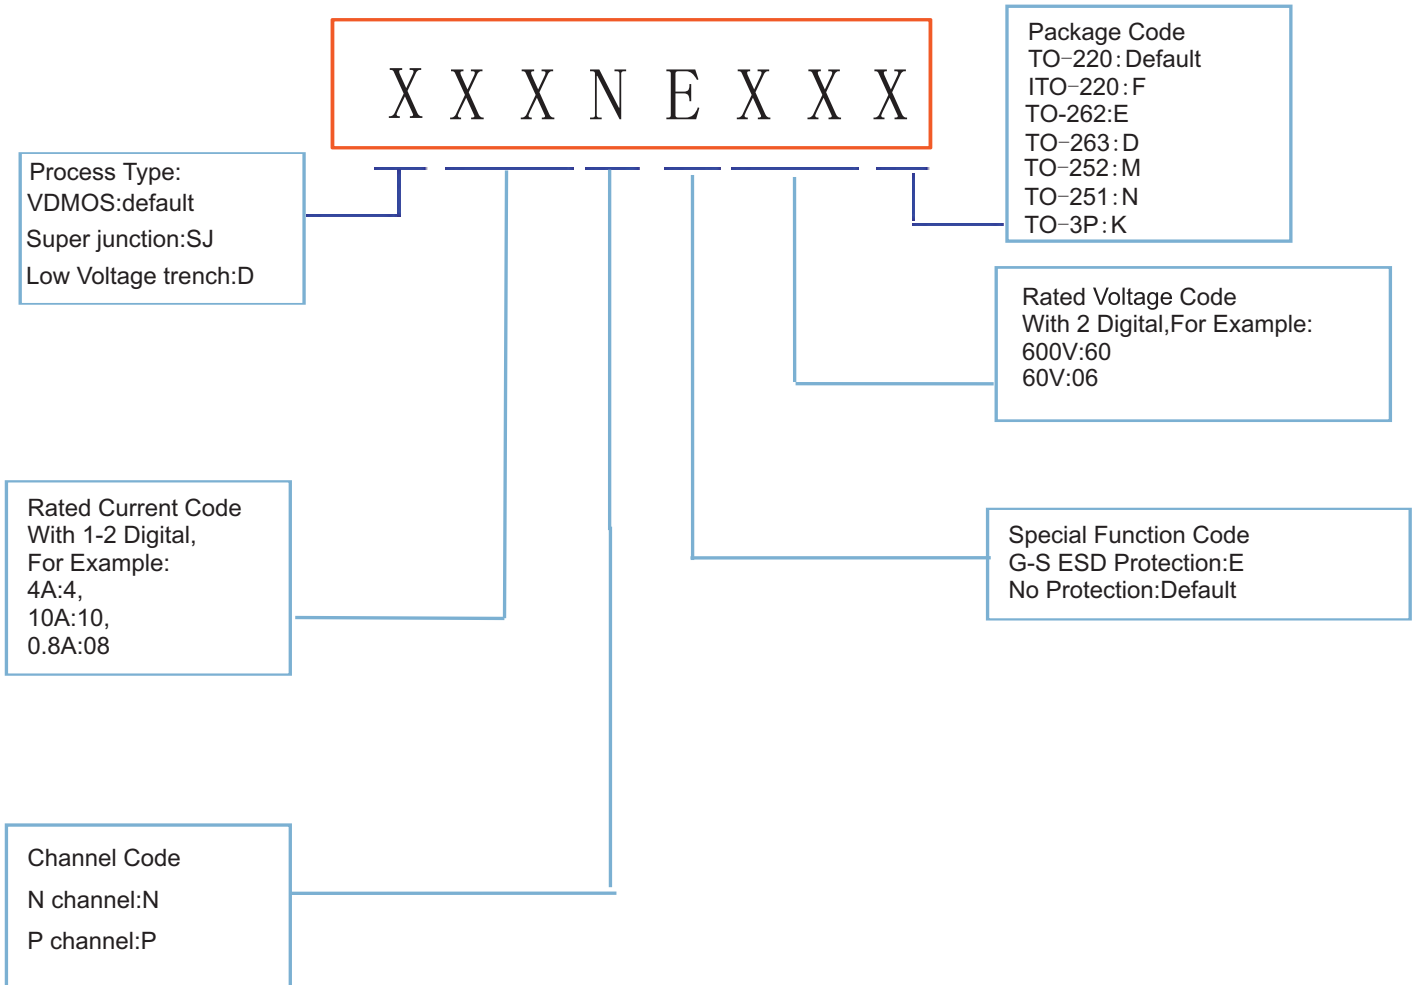 X X X N E X X X
Package Code
TO-220:Default
ITO-220:F
TO-262:E
TO-263:D
TO-252:M
TO-251:N
TO-3P:K
Process Type:
VDMOS:default
Super junction:SJ
Low Voltage trench:D
Rated Voltage Code
With 2 Digital,For Example:
600V:60
60V:06
Rated Current Code
With 1-2 Digital,
For Example:
4A:4,
10A:10,
0.8A:08
Special Function Code
G-S ESD Protection:E
No Protection:Default
Channel Code
N channel:N
P channel:P